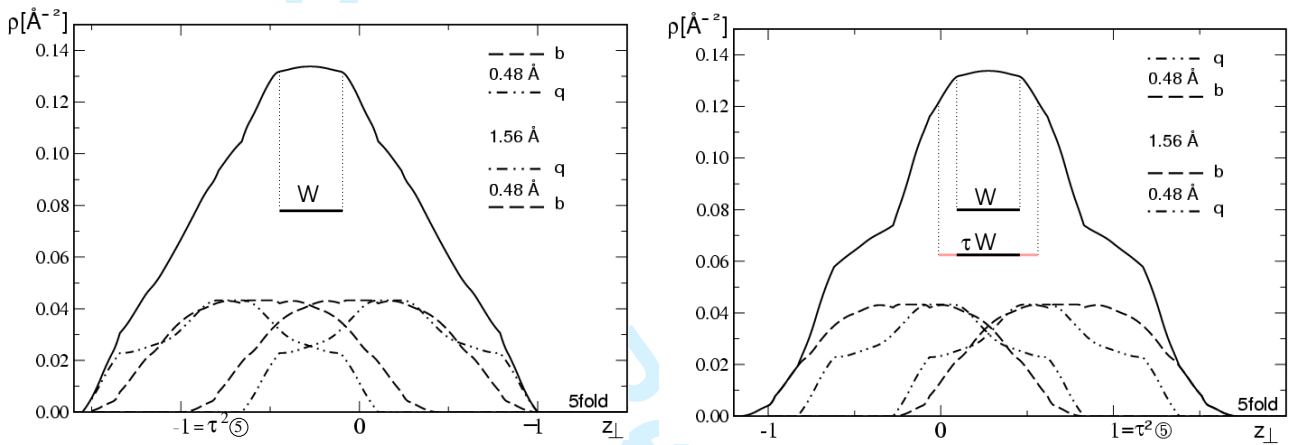 ρ[Å⁻²]
0.14
0.12
0.10
0.08
0.06
0.04
0.02
0.00
b
0.48 Å
q
1.56 Å
q
0.48 Å
b
W
5fold
-1=τ²⑤
0
−1
z⊥
ρ[Å⁻²]
0.14
0.12
0.10
0.08
0.06
0.04
0.02
0.00
q
0.48 Å
b
1.56 Å
b
0.48 Å
q
W
τW
5fold
-1
0
1=τ²⑤
z⊥